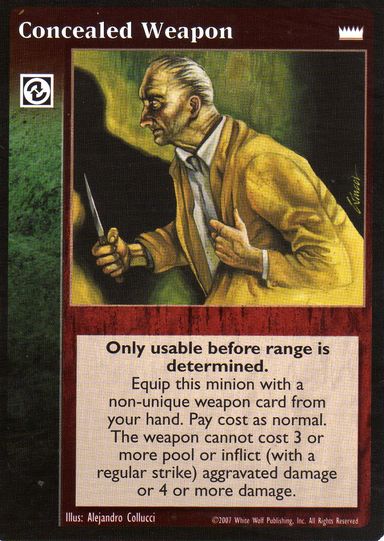 Concealed Weapon
Only usable before range is
determined.
Equip this minion with a
non-unique weapon card from
your hand. Pay cost as normal.
The weapon cannot cost 3 or
more pool or inflict (with a
regular strike) aggravated damage
or 4 or more damage.
Illus: Alejandro Collucci
©2007 White Wolf Publishing, Inc. All Rights Reserved